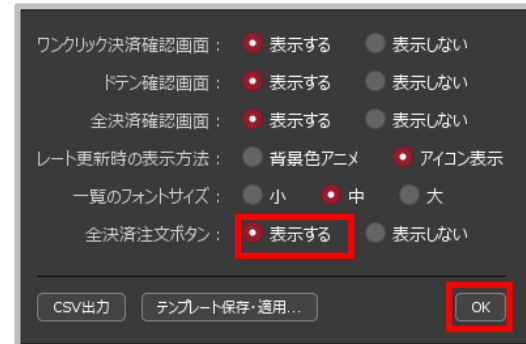 ワンクリック決済確認画面： 表示する 表示しない
ドテン確認画面： 表示する 表示しない
全決済確認画面： 表示する 表示しない
レート更新時の表示方法： 背景色アニメ アイコン表示
一覧のフォントサイズ： 小 中 大
全決済注文ボタン： 表示する 表示しない
CSV出力 テンプレート保存・適用... OK